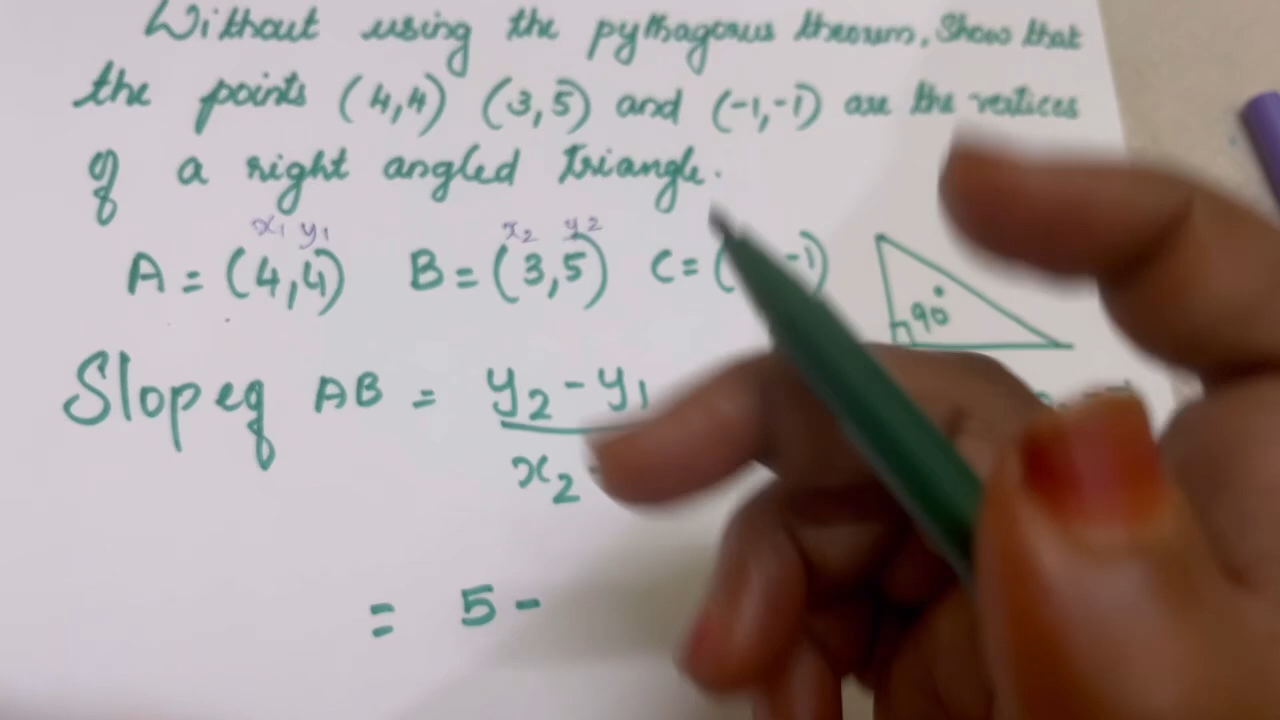 Without using the pythagorus theorem, Show that
the points (4,4) (3,5) and (-1,-1) are the vertices
of a right angled triangle.
x1 y1 x2 y2
A = (4,4) B = (3,5) C = ( -1)
90°
Slope of AB = y2 - y1
x2 -
= 5 -